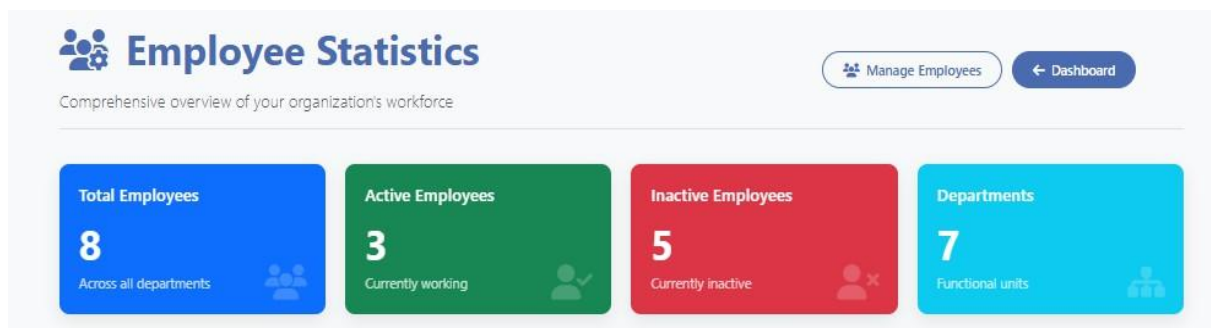 Employee Statistics
Manage Employees
← Dashboard
Comprehensive overview of your organization's workforce
Total Employees
8
Across all departments
Active Employees
3
Currently working
Inactive Employees
5
Currently inactive
Departments
7
Functional units